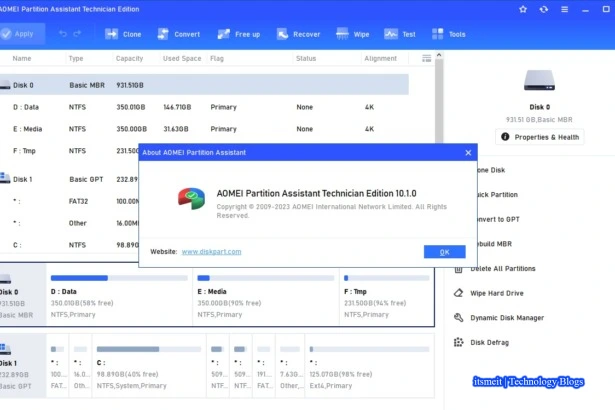 AOMEI Partition Assistant Technician Edition
Apply
Clone
Convert
Free up
Recover
Wipe
Test
Tools
Name Type Capacity Used Space Flag Status Alignment
Disk 0 Basic MBR 931.51GB
D : Data NTFS 350.01GB 146.71GB Primary None 4K
E : Media NTFS 350.00GB 31.63GB Primary None 4K
F : Tmp NTFS 231.50
Disk 1 Basic GPT 232.89
* : FAT32 100.00
* : Other 16.00M
C : NTFS 98.89G
Disk 0
931.51 GB,Basic MBR
Properties & Health
About AOMEI Partition Assistant
AOMEI Partition Assistant Technician Edition 10.1.0
Copyright © 2009-2023 AOMEI International Network Limited. All Rights
Reserved.
Website: www.diskpart.com
OK
one Disk
uick Partition
onvert to GPT
ebuild MBR
Delete All Partitions
Wipe Hard Drive
Dynamic Disk Manager
Disk Defrag
Disk 0
931.51GB
Basic MBR
D : Data
350.01GB(58% free)
NTFS,Primary
E : Media
350.00GB(90% free)
NTFS,Primary
F : Tmp
231.50GB(94% free)
NTFS,Primary
Disk 1
232.89GB
Basic GPT
* :
100...
FAT...
* :
16.0...
Othe...
C :
98.89GB(40% free)
NTFS,System,Primary
* :
509...
NTF...
* :
509...
NTF...
* :
191...
FAT...
* :
7.63G...
Other,...
* :
125.07GB(98% free)
Ext4,Primary
itsmeit | Technology Blogs